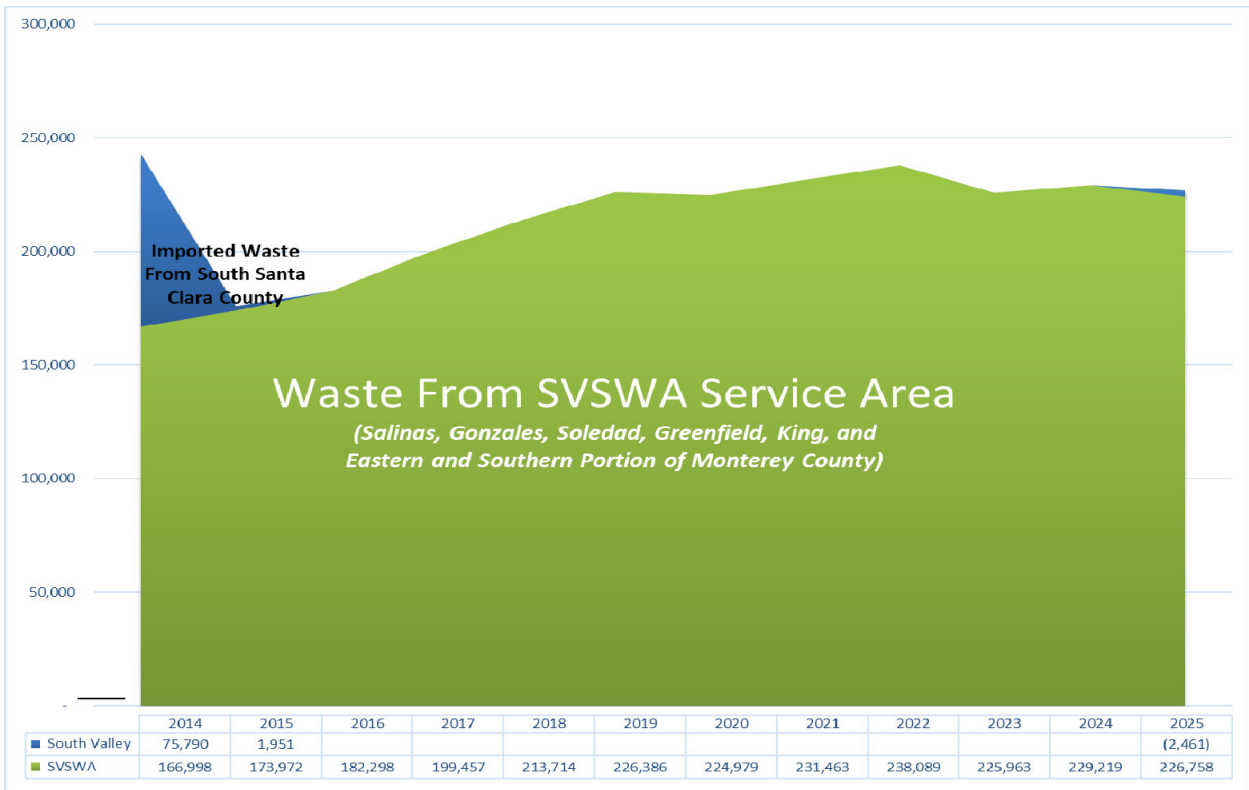 300,000
250,000
200,000
150,000
100,000
50,000
-
Imported Waste
From South Santa
Clara County
Waste From SVSWA Service Area
(Salinas, Gonzales, Soledad, Greenfield, King, and
Eastern and Southern Portion of Monterey County)
2014 2015 2016 2017 2018 2019 2020 2021 2022 2023 2024 2025
South Valley 75,790 1,951 (2,461)
SVSWA 166,998 173,972 182,298 199,457 213,714 226,386 224,979 231,463 238,089 225,963 229,219 226,758